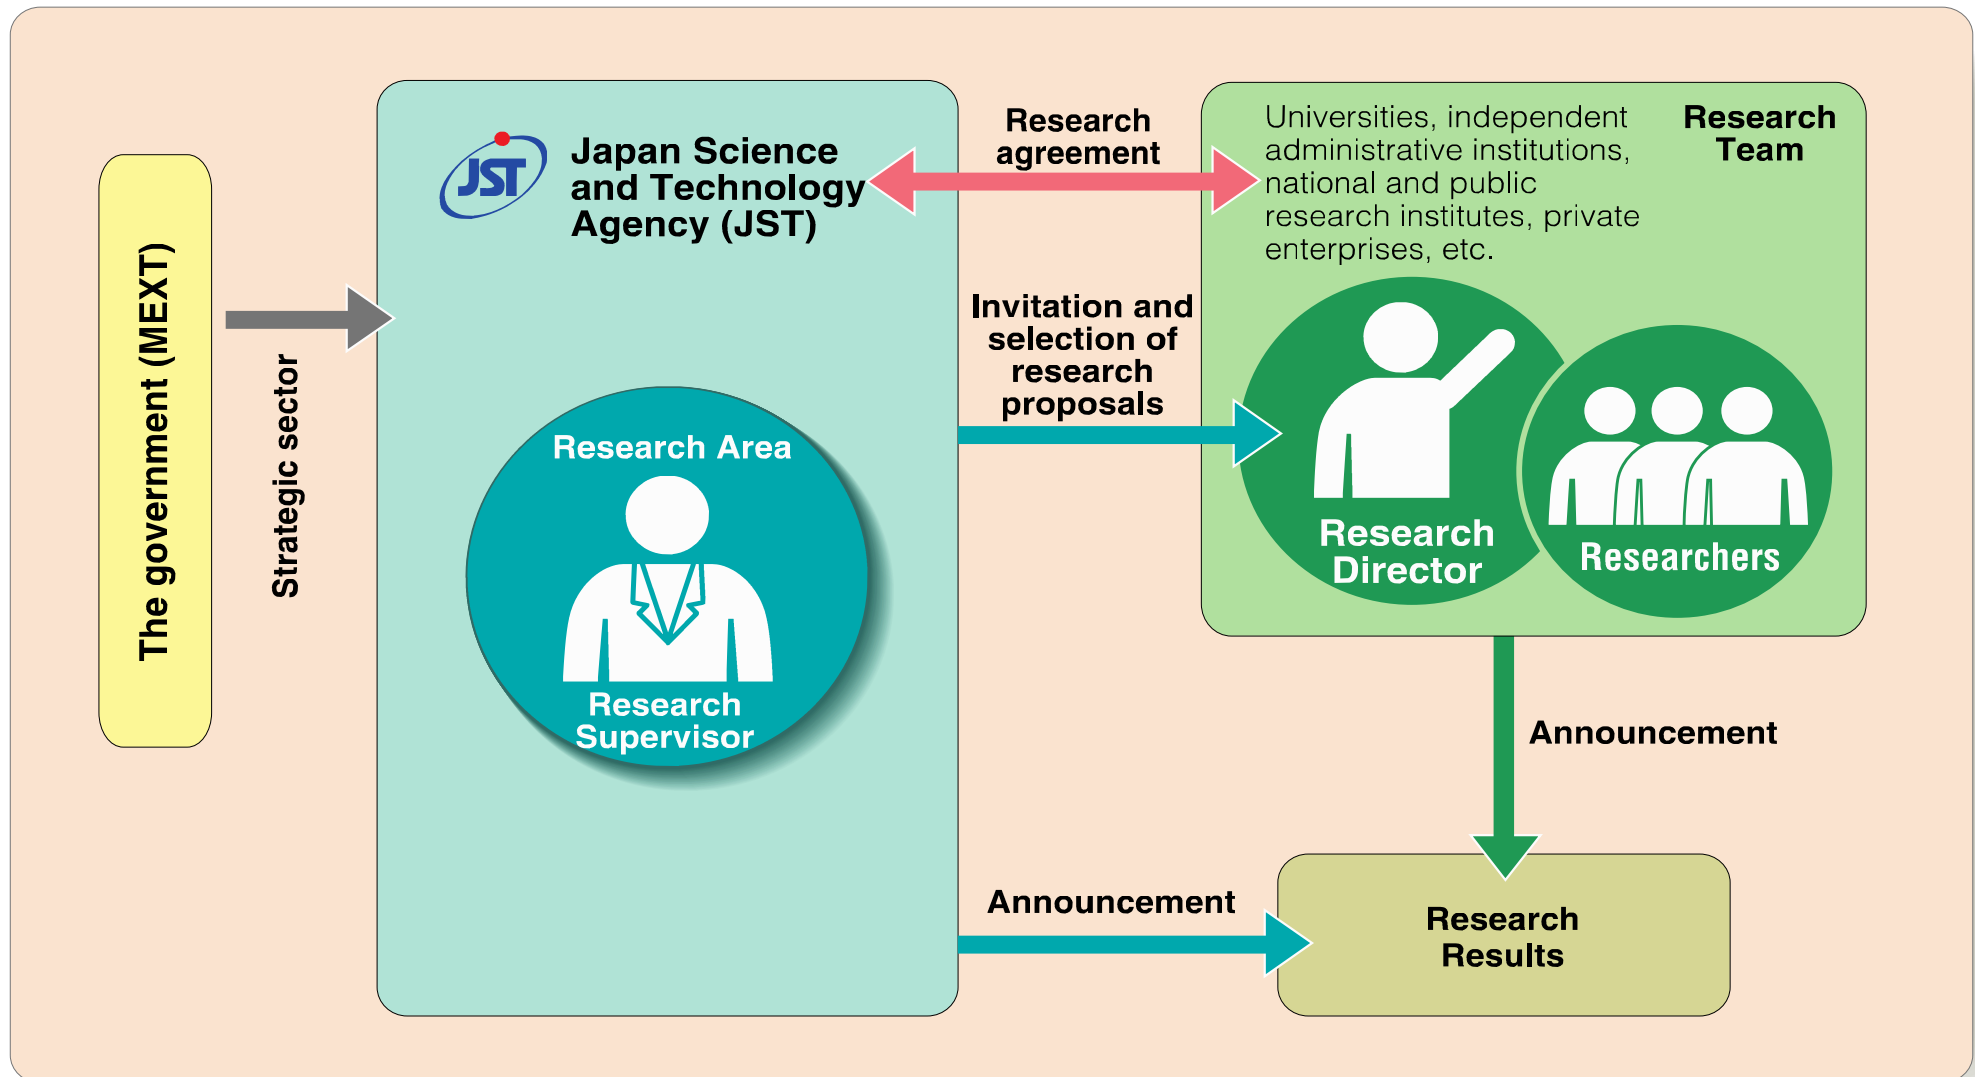 The government (MEXT)
Strategic sector
JST
Japan Science
and Technology
Agency (JST)
Research Area
Research
Supervisor
Research
agreement
Invitation and
selection of
research
proposals
Universities, independent
administrative institutions,
national and public
research institutes, private
enterprises, etc.
Research
Team
Research
Director
Researchers
Announcement
Announcement
Research
Results